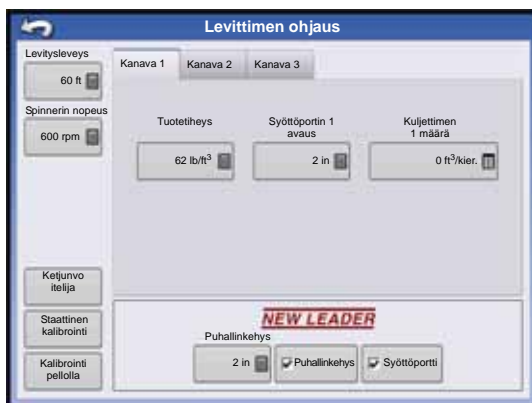 Levittimen ohjaus
Levitysleveys
60 ft
Spinnerin nopeus
600 rpm
Kanava 1
Kanava 2
Kanava 3
Tuotetiheys
62 lb/ft³
Syöttöportin 1
avaus
2 in
Kuljettimen
1 määrä
0 ft³/kier.
Ketjunvo
itelija
Staattinen
kalibrointi
Kalibrointi
pellolla
NEW LEADER
Puhallinkehys
2 in
Puhallinkehys
Syöttöportti